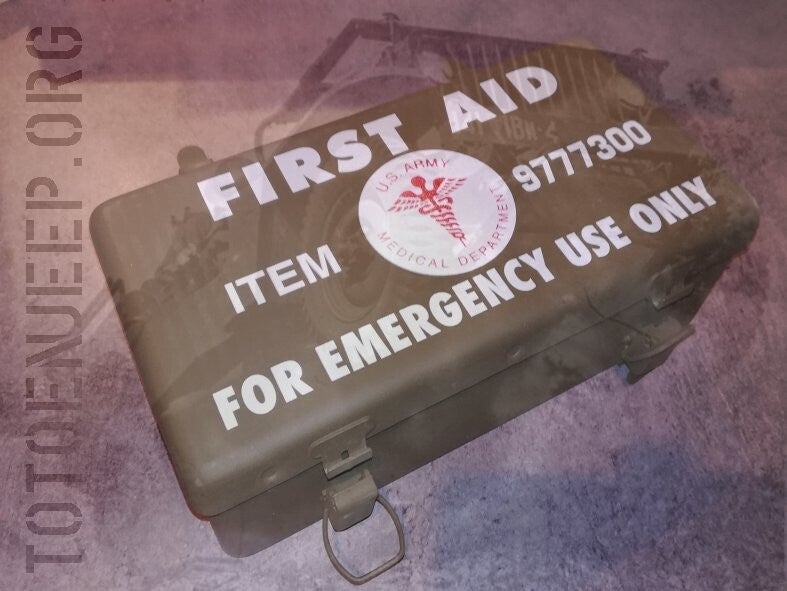 TOTOENJEEP.ORG
FIRST AID
U.S. ARMY
MEDICAL DEPARTMENT
ITEM 9777300
FOR EMERGENCY USE ONLY